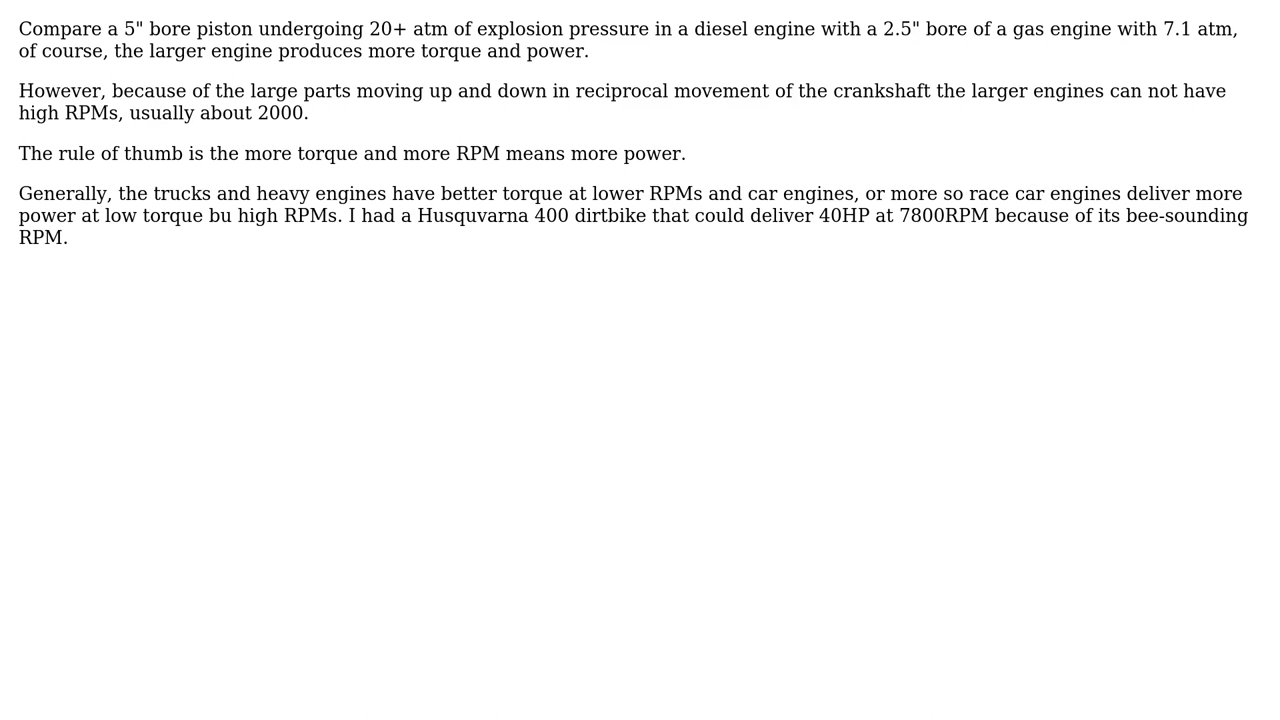 Compare a 5" bore piston undergoing 20+ atm of explosion pressure in a diesel engine with a 2.5" bore of a gas engine with 7.1 atm,
of course, the larger engine produces more torque and power.
However, because of the large parts moving up and down in reciprocal movement of the crankshaft the larger engines can not have
high RPMs, usually about 2000.
The rule of thumb is the more torque and more RPM means more power.
Generally, the trucks and heavy engines have better torque at lower RPMs and car engines, or more so race car engines deliver more
power at low torque bu high RPMs. I had a Husquvarna 400 dirtbike that could deliver 40HP at 7800RPM because of its bee-sounding
RPM.